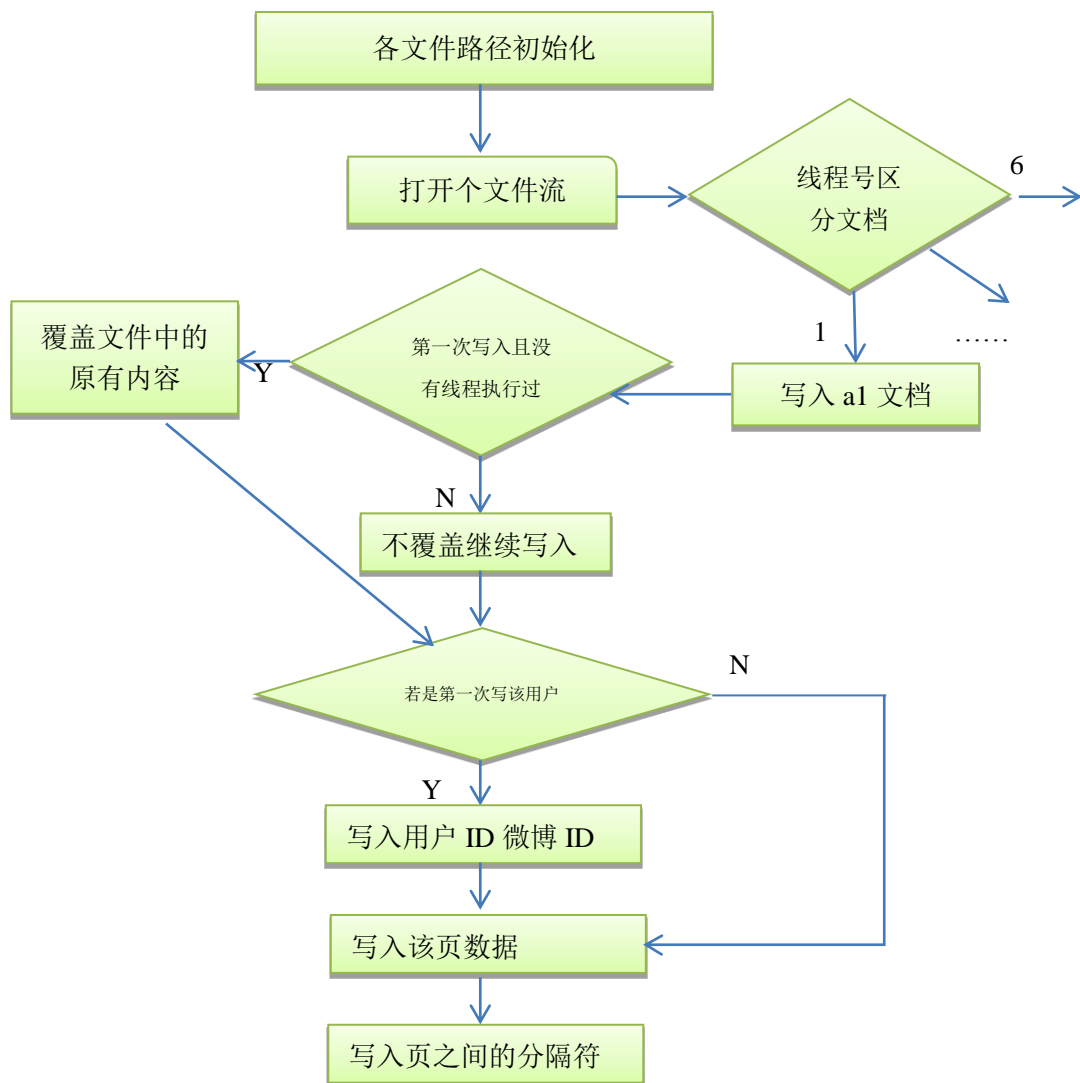 各文件路径初始化
打开个文件流
线程号区
分文档
6
1
……
写入 a1 文档
第一次写入且没
有线程执行过
Y
覆盖文件中的
原有内容
N
不覆盖继续写入
若是第一次写该用户
N
Y
写入用户 ID 微博 ID
写入该页数据
写入页之间的分隔符